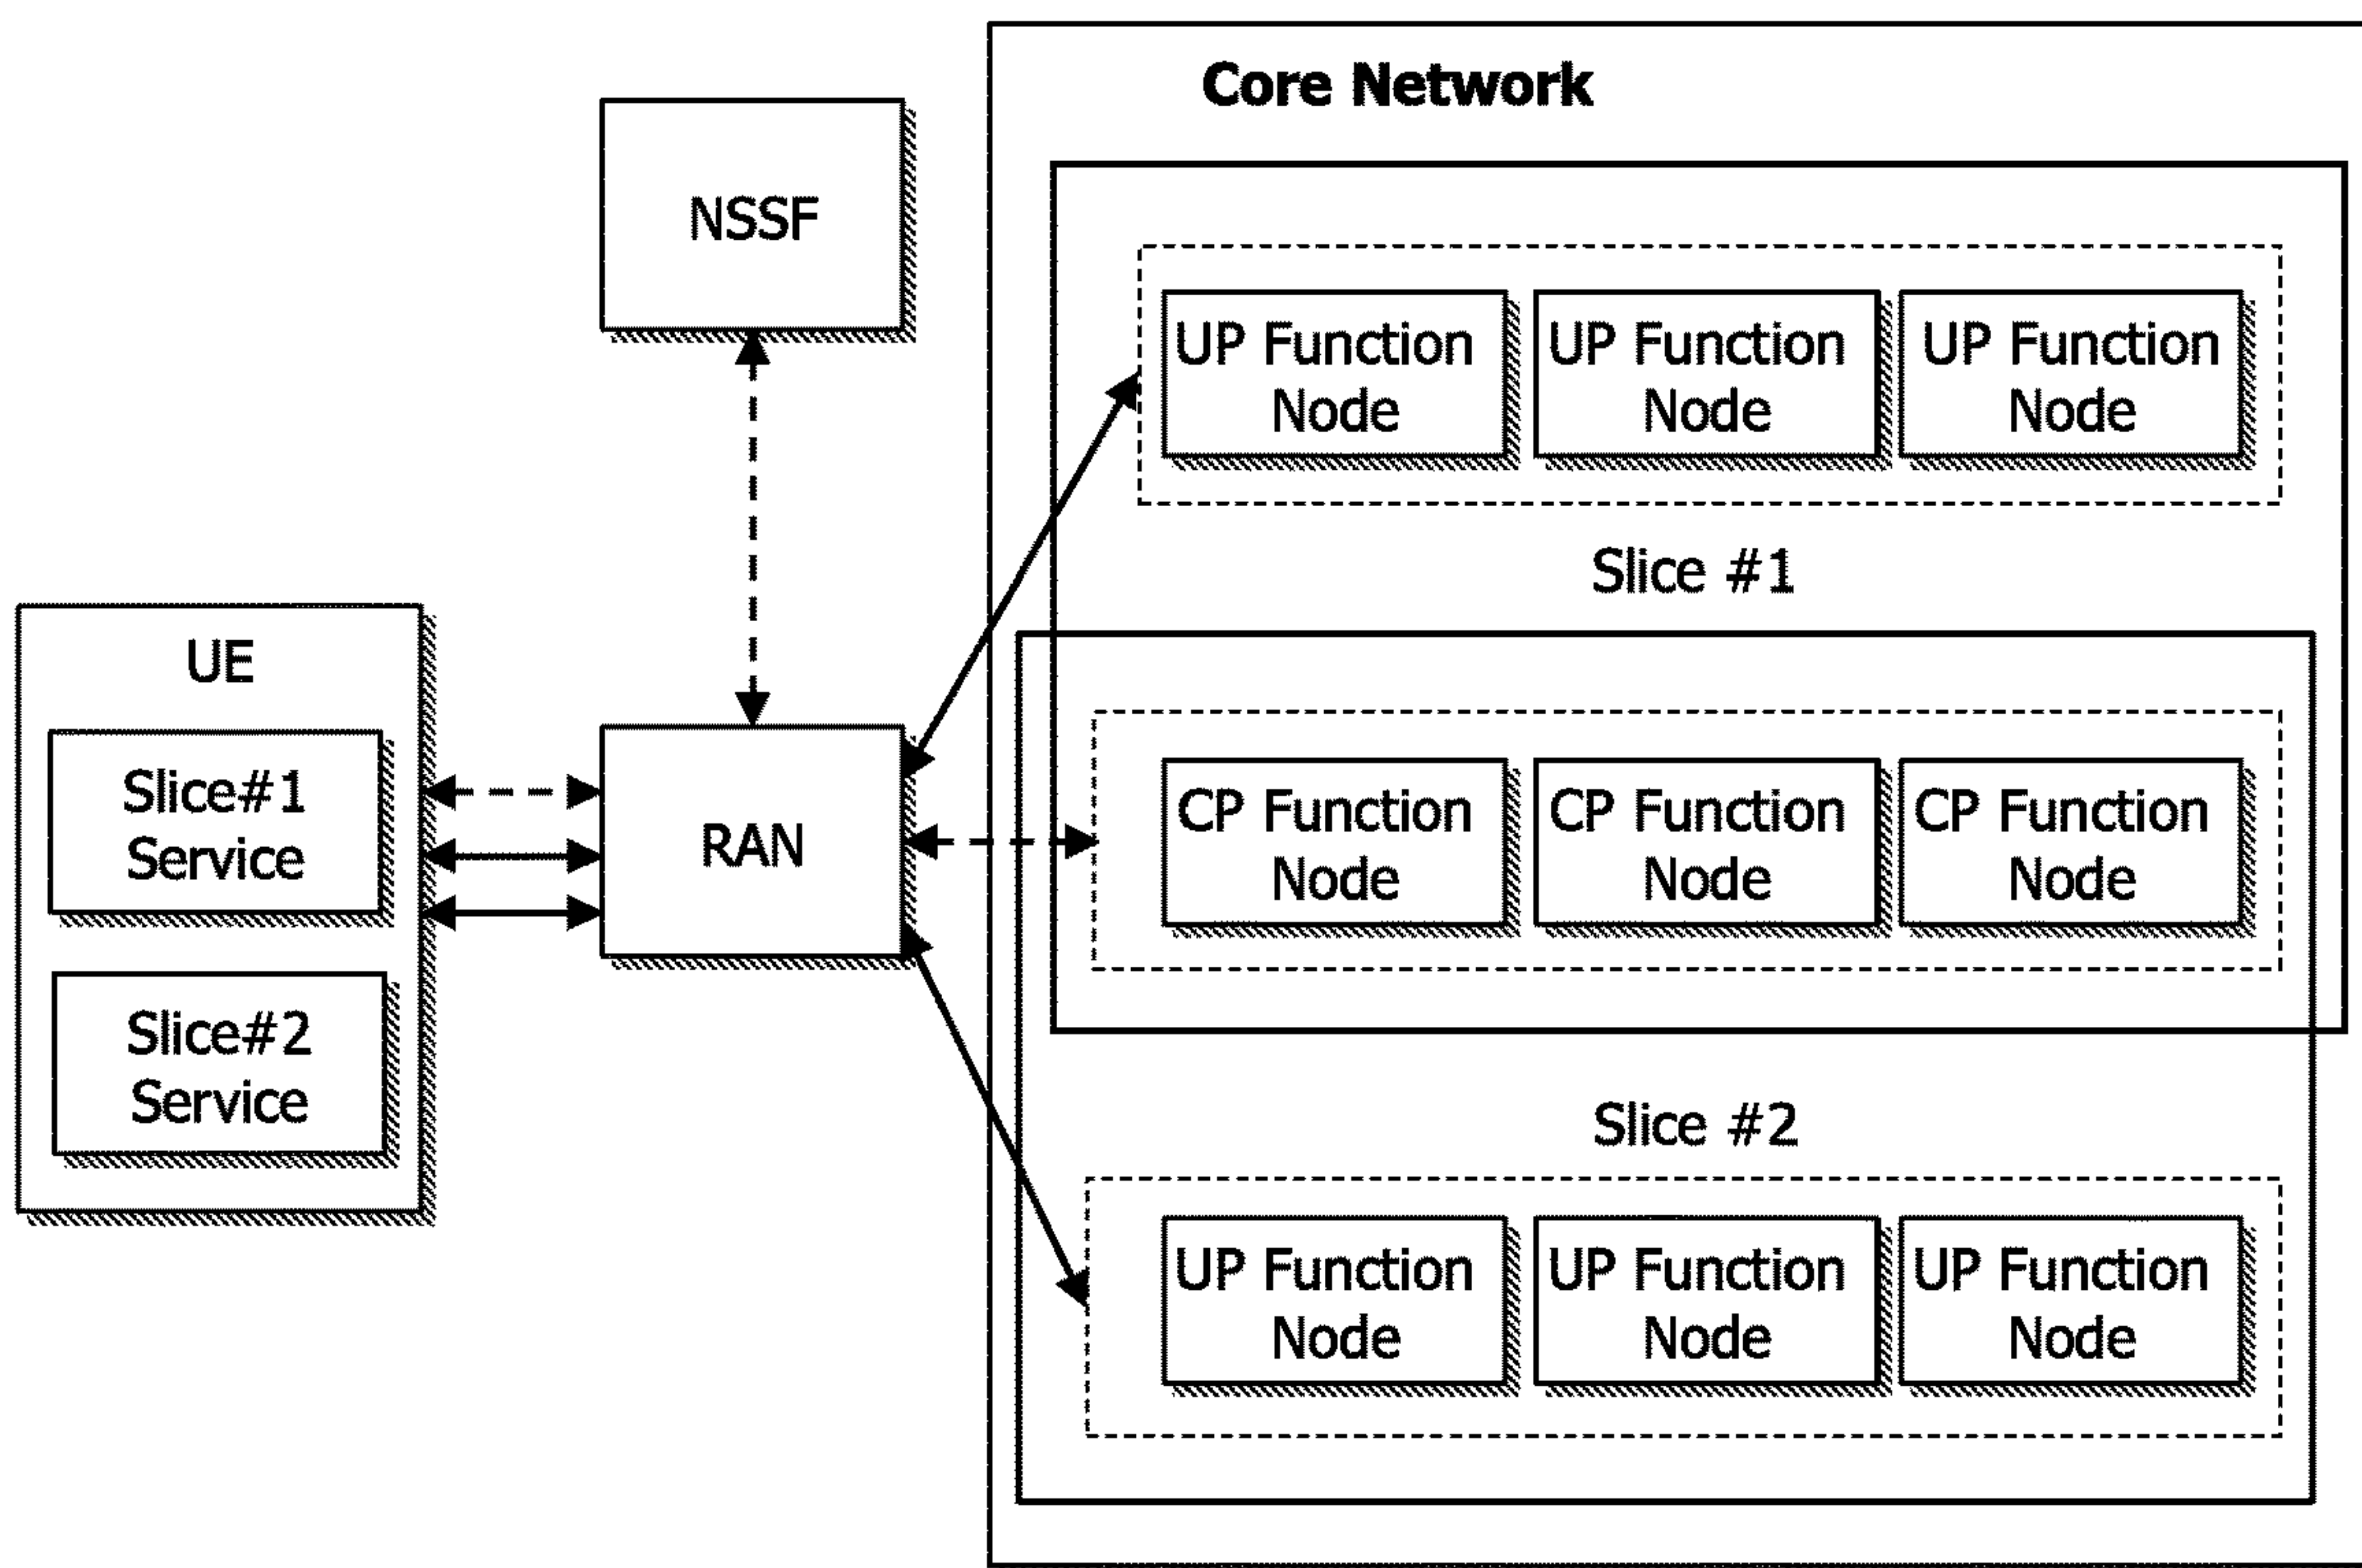 Core Network
NSSF
UP Function
Node
UP Function
Node
UP Function
Node
Slice #1
UE
Slice#1
Service
Slice#2
Service
RAN
CP Function
Node
CP Function
Node
CP Function
Node
Slice #2
UP Function
Node
UP Function
Node
UP Function
Node